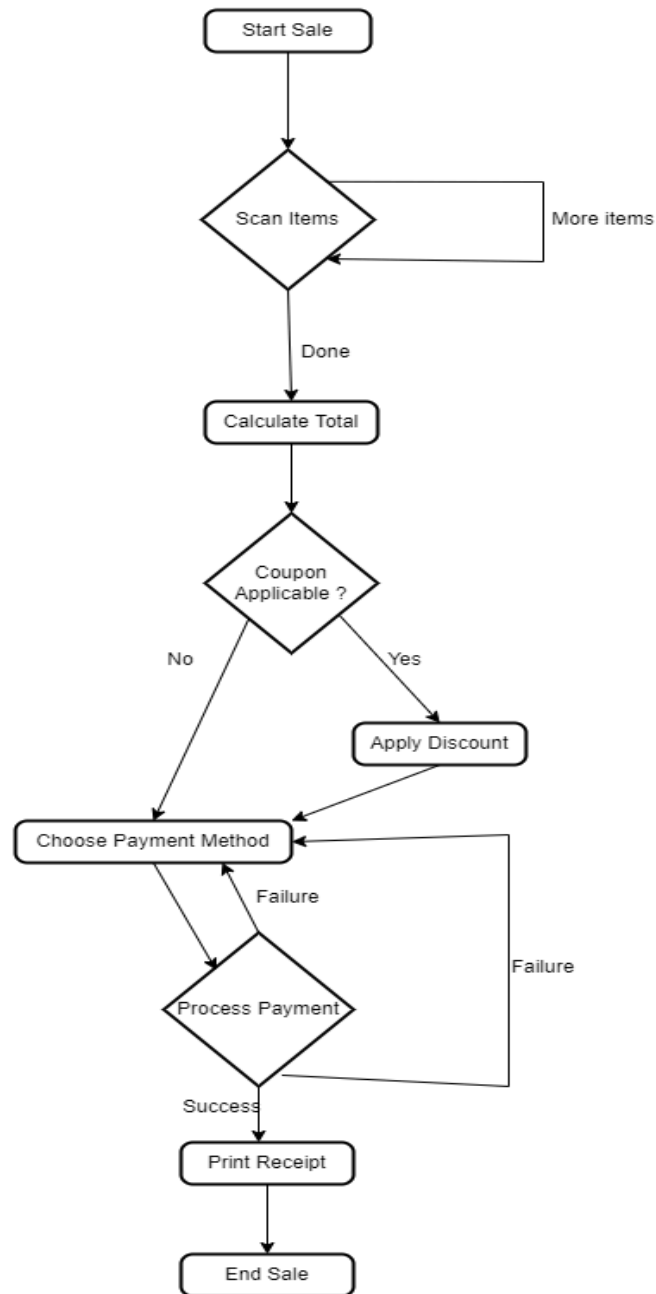 Start Sale
Scan Items
More items
Done
Calculate Total
Coupon
Applicable ?
No
Yes
Apply Discount
Choose Payment Method
Failure
Failure
Process Payment
Success
Print Receipt
End Sale